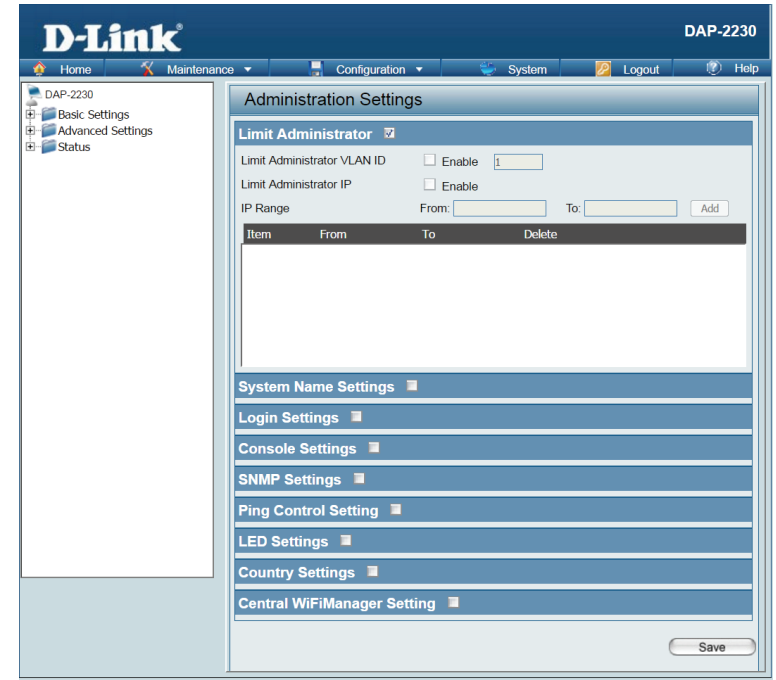 D-Link®
DAP-2230
Home Maintenance Configuration System Logout Help
DAP-2230
Basic Settings
Advanced Settings
Status
Administration Settings
Limit Administrator
Limit Administrator VLAN ID Enable 1
Limit Administrator IP Enable
IP Range From: To: Add
Item From To Delete
System Name Settings
Login Settings
Console Settings
SNMP Settings
Ping Control Setting
LED Settings
Country Settings
Central WiFiManager Setting
Save